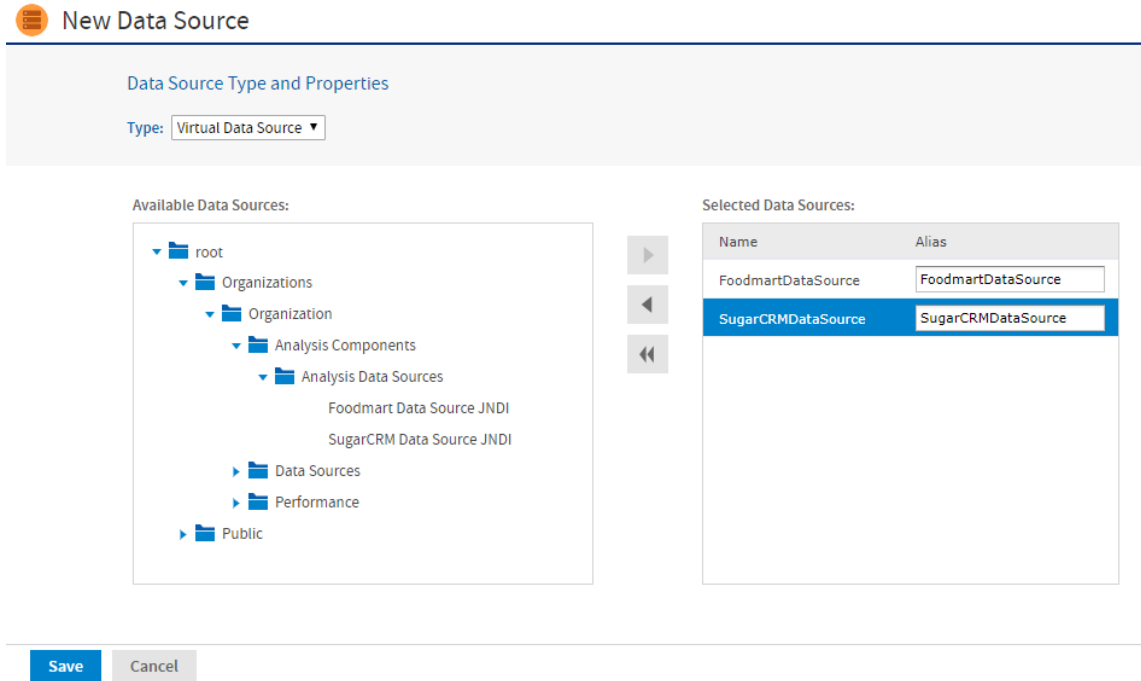 New Data Source
Data Source Type and Properties
Type: Virtual Data Source
Available Data Sources:
root
Organizations
Organization
Analysis Components
Analysis Data Sources
Foodmart Data Source JNDI
SugarCRM Data Source JNDI
Data Sources
Performance
Public
Selected Data Sources:
Name Alias
FoodmartDataSource FoodmartDataSource
SugarCRMDataSource SugarCRMDataSource
Save Cancel